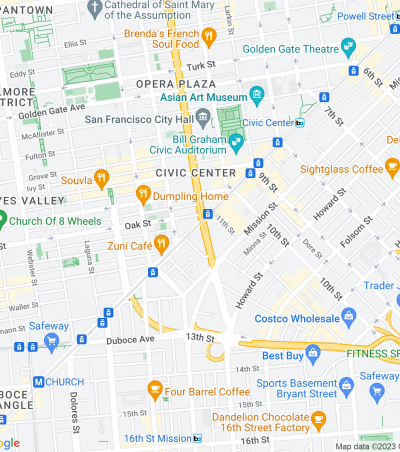 PANTOWN
Cathedral of Saint Mary
of the Assumption
Larkin St
Powell Street
Brenda's French
Soul Food
Ellis St
Golden Gate Theatre
Turk St
Eddy St
6th St
OPERA PLAZA
LMORE
STRICT
Golden Gate Ave
Asian Art Museum
7th St
McAllister St
San Francisco City Hall
Civic Center
Bill Graham
Civic Auditorium
Fulton St
Grove St
CIVIC CENTER
Sightglass Coffee
Ivy St
Souvla
9th St
YES VALLEY
Dumpling Home
Howard St
Church Of 8 Wheels
Oak St
11th St
Mission St
Folsom St
Zuni Café
Minna St
10th St
Dore St
Webster St
Laguna St
Howard St
10th St
Trader J
Waller St
Costco Wholesale
mann St
Safeway
Duboce Ave
13th St
Best Buy
FITNESS SF
CHURCH
14th St
Sports Basement
Bryant Street
Safeway
BOCE
ANGLE
Dolores St
Four Barrel Coffee
15th St
Dandelion Chocolate
16th Street Factory
16th St Mission
16th St
ogle
Map data ©2023 G